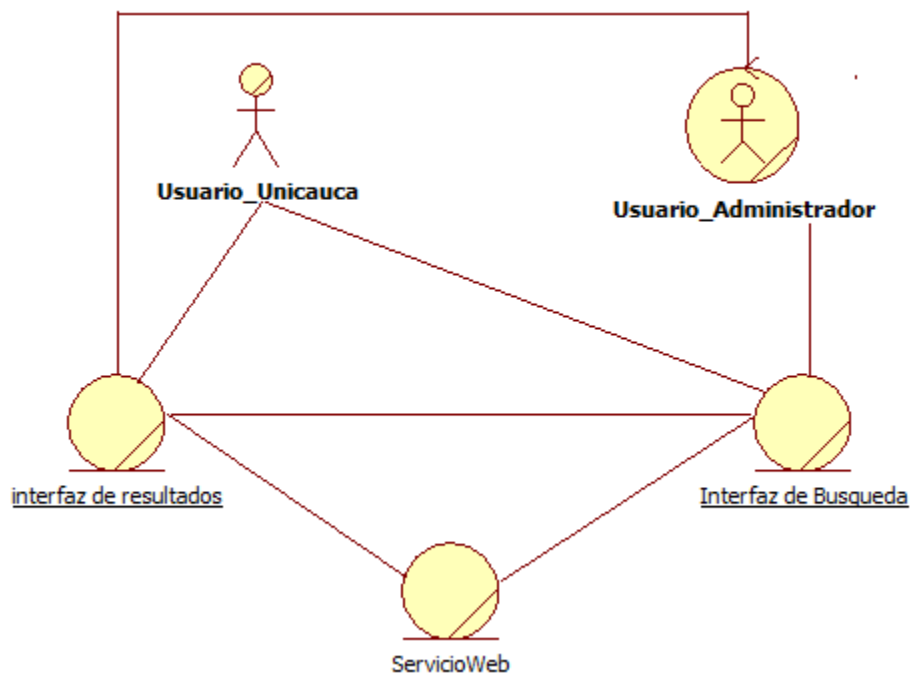 Usuario_Unicauca
Usuario_Administrador
interfaz de resultados
Interfaz de Busqueda
ServicioWeb